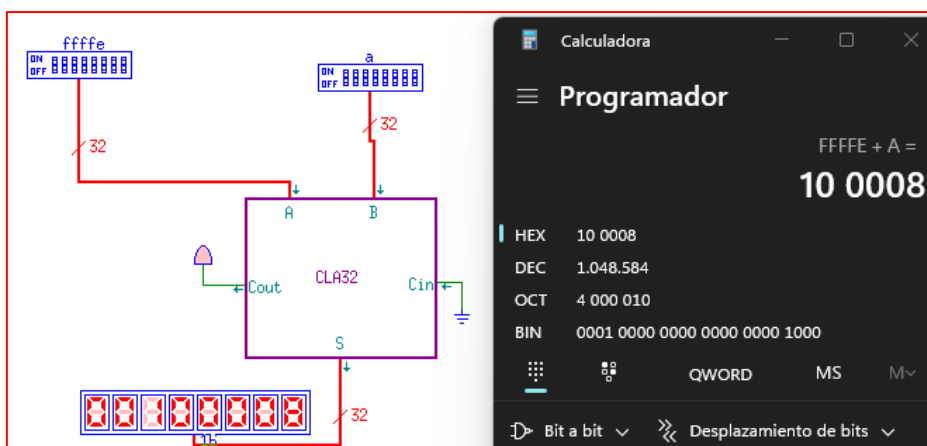 ffffe
ON
OFF
a
ON
OFF
32
32
A
B
Cout
CLA32
Cin
S
00100008
32
Calculadora
Programador
FFFFE + A =
10 0008
HEX 10 0008
DEC 1.048.584
OCT 4 000 010
BIN 0001 0000 0000 0000 0000 1000
QWORD MS M
Bit a bit Desplazamiento de bits